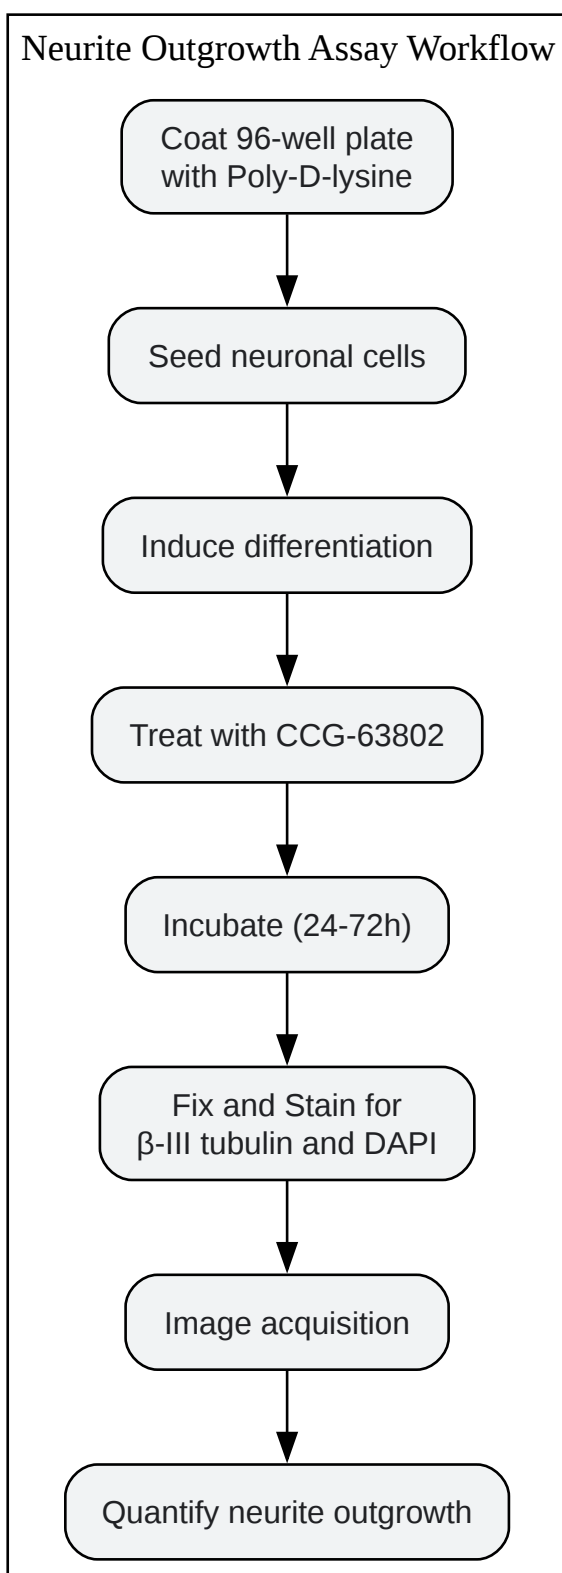 Neurite Outgrowth Assay Workflow
Coat 96-well plate
with Poly-D-lysine
Seed neuronal cells
Induce differentiation
Treat with CCG-63802
Incubate (24-72h)
Fix and Stain for
β-III tubulin and DAPI
Image acquisition
Quantify neurite outgrowth